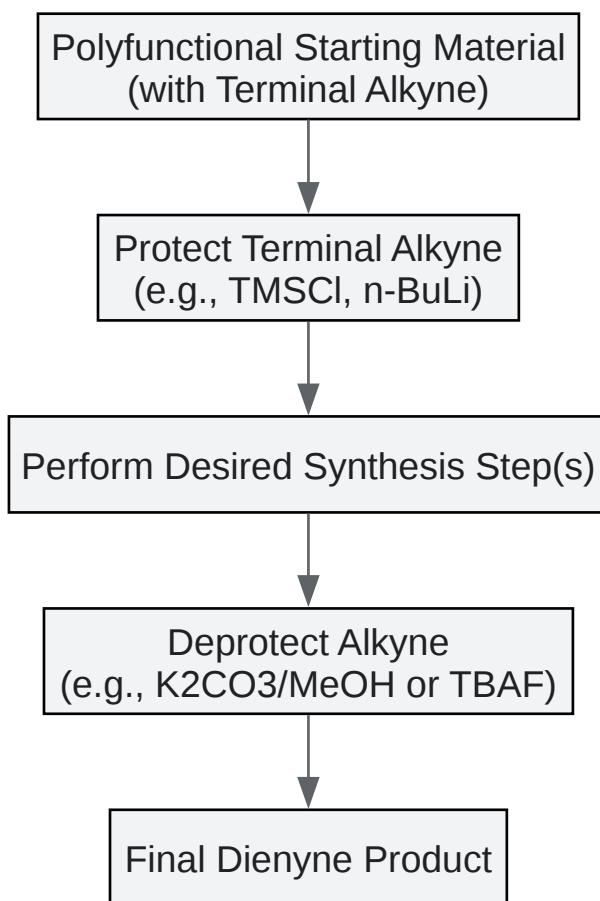 Polyfunctional Starting Material
(with Terminal Alkyne)
Protect Terminal Alkyne
(e.g., TMSCl, n-BuLi)
Perform Desired Synthesis Step(s)
Deprotect Alkyne
(e.g., K2CO3/MeOH or TBAF)
Final Dienyne Product